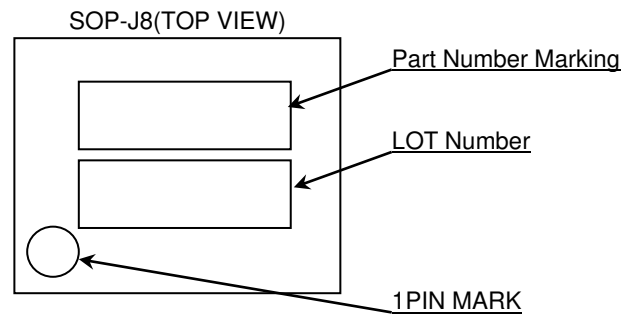 SOP-J8(TOP VIEW)
Part Number Marking
LOT Number
1PIN MARK